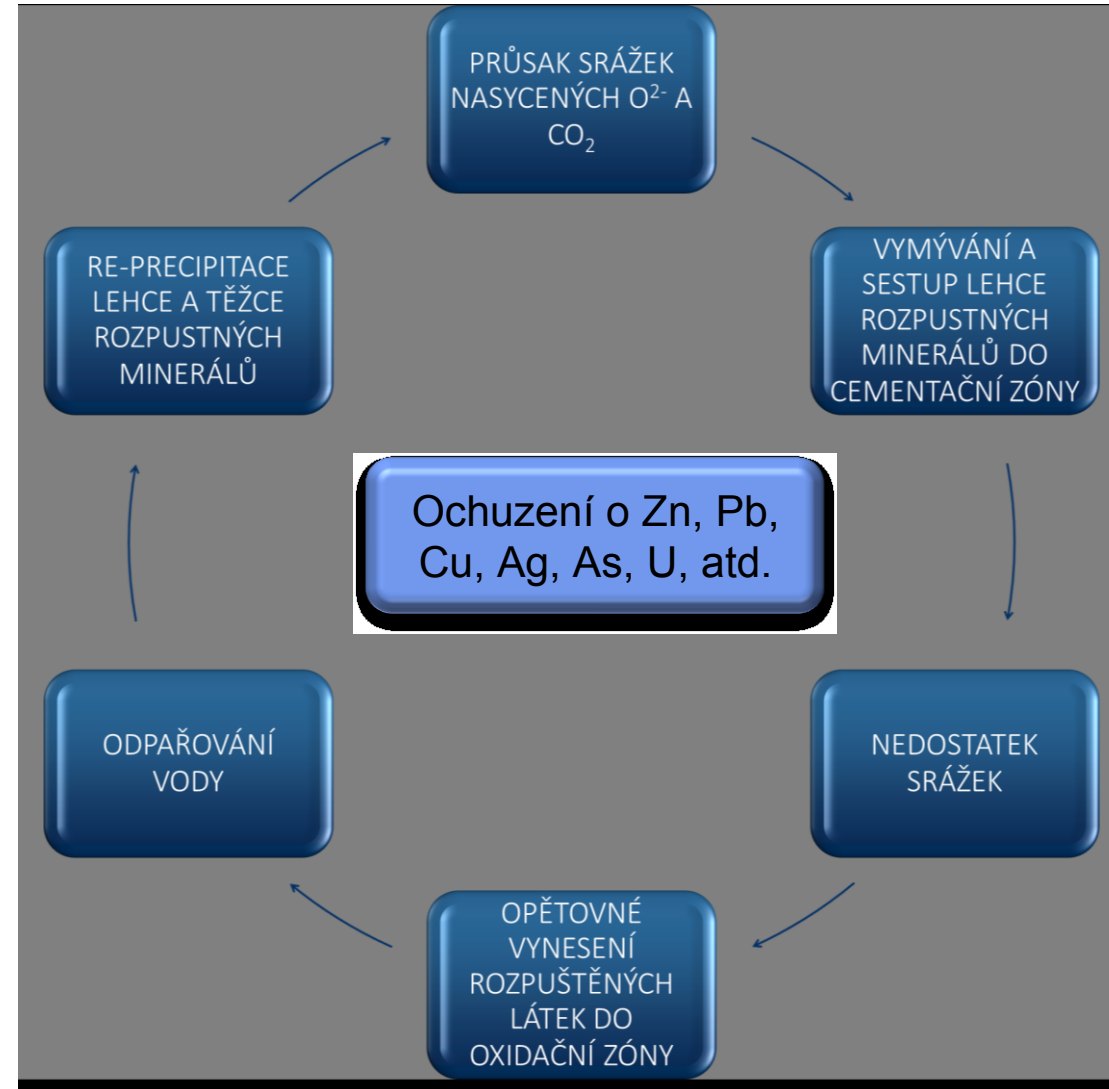 PRŮSAK SRÁŽEK
NASYCENÝCH O²⁻ A
CO₂
VYMÝVÁNÍ A
SESTUP LEHCE
ROZPUSTNÝCH
MINERÁLŮ DO
CEMENTAČNÍ ZÓNY
NEDOSTATEK
SRÁŽEK
OPĚTOVNÉ
VYNESENÍ
ROZPUŠTĚNÝCH
LÁTEK DO
OXIDAČNÍ ZÓNY
ODPAŘOVÁNÍ
VODY
RE-PRECIPITACE
LEHCE A TĚŽCE
ROZPUSTNÝCH
MINERÁLŮ
Ochuzení o Zn, Pb,
Cu, Ag, As, U, atd.